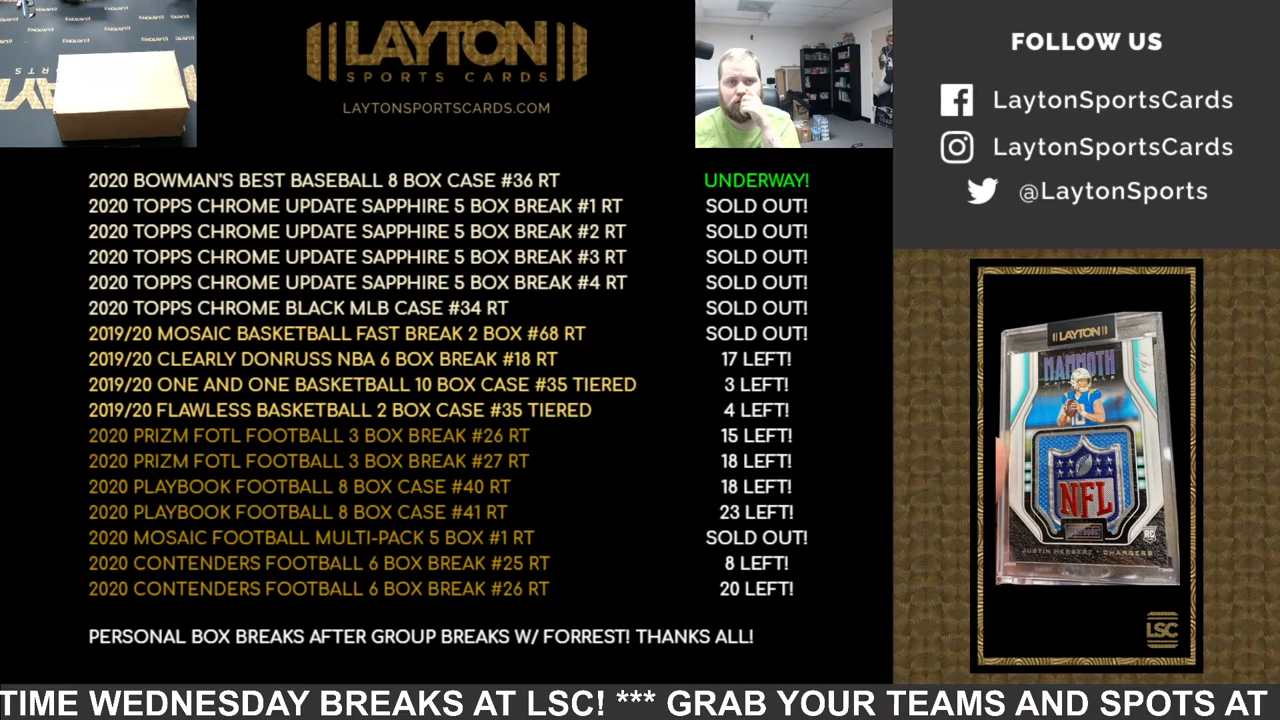 LAYTON
SPORTS CARDS
LAYTONSPORTSCARDS.COM
2020 BOWMAN'S BEST BASEBALL 8 BOX CASE #36 RT UNDERWAY!
2020 TOPPS CHROME UPDATE SAPPHIRE 5 BOX BREAK #1 RT SOLD OUT!
2020 TOPPS CHROME UPDATE SAPPHIRE 5 BOX BREAK #2 RT SOLD OUT!
2020 TOPPS CHROME UPDATE SAPPHIRE 5 BOX BREAK #3 RT SOLD OUT!
2020 TOPPS CHROME UPDATE SAPPHIRE 5 BOX BREAK #4 RT SOLD OUT!
2020 TOPPS CHROME BLACK MLB CASE #34 RT SOLD OUT!
2019/20 MOSAIC BASKETBALL FAST BREAK 2 BOX #68 RT SOLD OUT!
2019/20 CLEARLY DONRUSS NBA 6 BOX BREAK #18 RT 17 LEFT!
2019/20 ONE AND ONE BASKETBALL 10 BOX CASE #35 TIERED 3 LEFT!
2019/20 FLAWLESS BASKETBALL 2 BOX CASE #35 TIERED 4 LEFT!
2020 PRIZM FOTL FOOTBALL 3 BOX BREAK #26 RT 15 LEFT!
2020 PRIZM FOTL FOOTBALL 3 BOX BREAK #27 RT 18 LEFT!
2020 PLAYBOOK FOOTBALL 8 BOX CASE #40 RT 18 LEFT!
2020 PLAYBOOK FOOTBALL 8 BOX CASE #41 RT 23 LEFT!
2020 MOSAIC FOOTBALL MULTI-PACK 5 BOX #1 RT SOLD OUT!
2020 CONTENDERS FOOTBALL 6 BOX BREAK #25 RT 8 LEFT!
2020 CONTENDERS FOOTBALL 6 BOX BREAK #26 RT 20 LEFT!
PERSONAL BOX BREAKS AFTER GROUP BREAKS W/ FORREST! THANKS ALL!
FOLLOW US
LaytonSportsCards
LaytonSportsCards
@LaytonSports
LAYTON
MAMMOTH
NFL
PLAYBOOK
RC
JUSTIN HERBERT • CHARGERS
LSC
TIME WEDNESDAY BREAKS AT LSC! *** GRAB YOUR TEAMS AND SPOTS AT